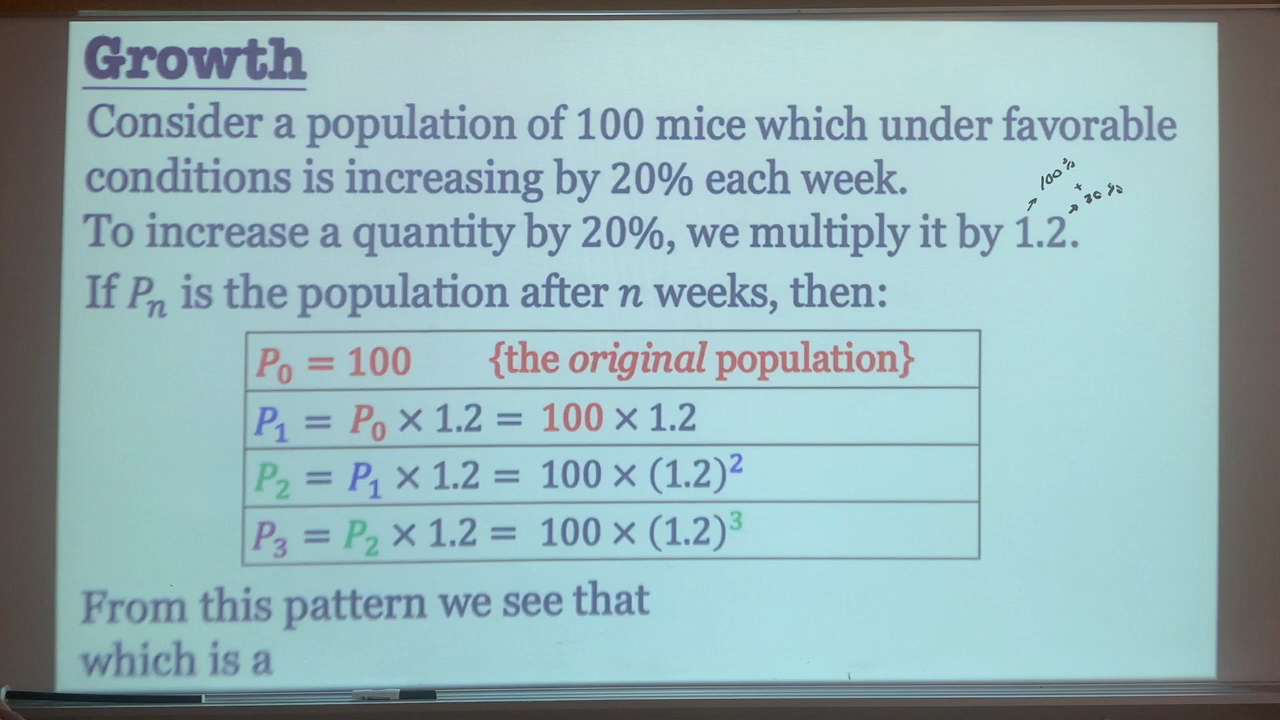 Growth
Consider a population of 100 mice which under favorable
conditions is increasing by 20% each week.
↗ 100%
+
↗ 20%
To increase a quantity by 20%, we multiply it by 1.2.
If Pₙ is the population after n weeks, then:
P₀ = 100 {the original population}
P₁ = P₀ × 1.2 = 100 × 1.2
P₂ = P₁ × 1.2 = 100 × (1.2)²
P₃ = P₂ × 1.2 = 100 × (1.2)³
From this pattern we see that
which is a